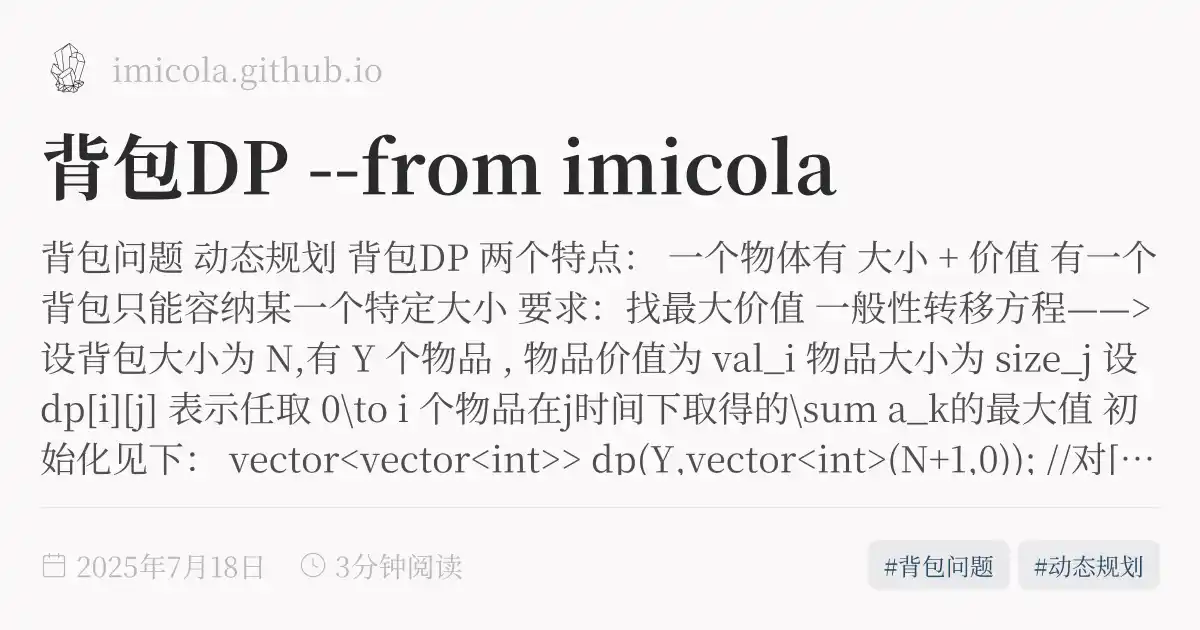 imicola.github.io
背包DP --from imicola
背包问题 动态规划 背包DP 两个特点： 一个物体有 大小 + 价值 有一个
背包只能容纳某一个特定大小 要求：找最大价值 一般性转移方程——>
设背包大小为 N,有 Y 个物品 , 物品价值为 val_i 物品大小为 size_j 设
dp[i][j] 表示任取 0\to i 个物品在j时间下取得的\sum a_k的最大值 初
始化见下： vector<vector<int>> dp(Y,vector<int>(N+1,0)); //对[…
2025年7月18日 3分钟阅读 #背包问题 #动态规划